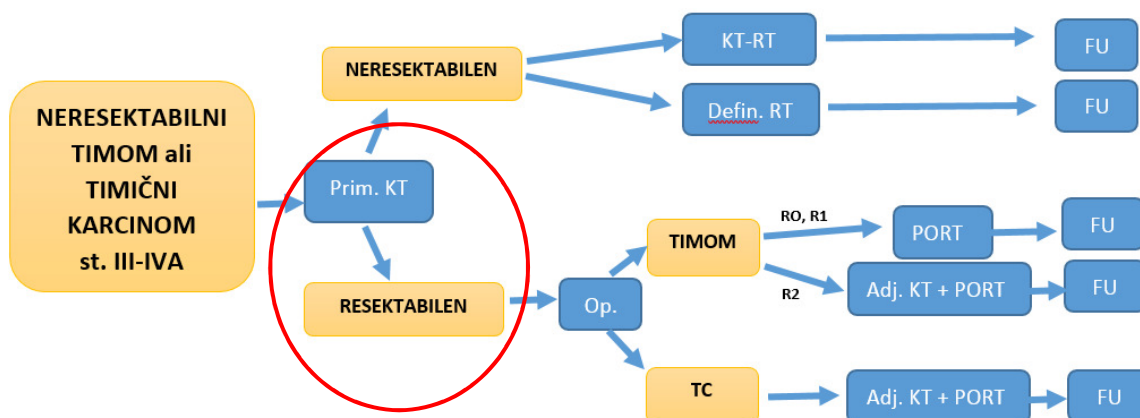 NERESEKTABILNI
TIMOM ali
TIMIČNI
KARCINOM
st. III-IVA
Prim. KT
NERESEKTABILEN
KT-RT
FU
Defin. RT
FU
RESEKTABILEN
Op.
TIMOM
RO, R1
PORT
FU
R2
Adj. KT + PORT
FU
TC
Adj. KT + PORT
FU